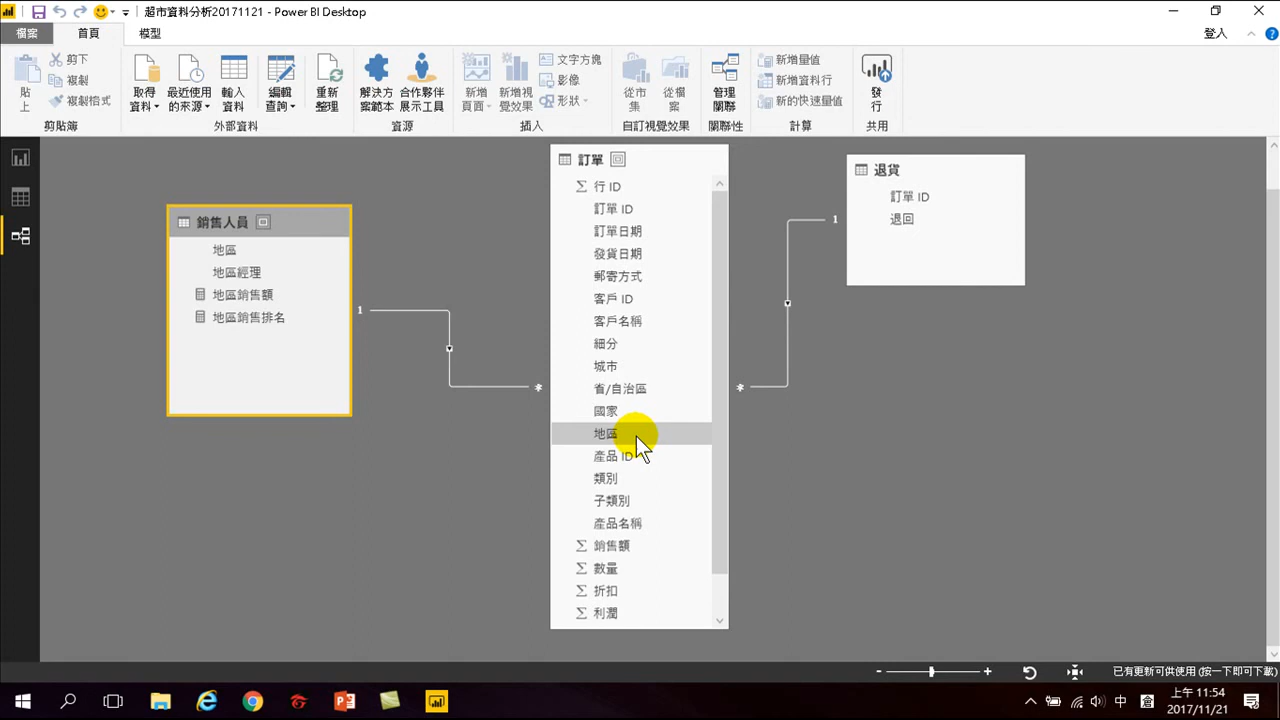 超市資料分析20171121 - Power BI Desktop
檔案
首頁
模型
登入
貼上
剪下
複製
複製格式
剪貼簿
取得資料
最近使用的來源
輸入資料
編輯查詢
重新整理
外部資料
解決方案範本
合作夥伴展示工具
資源
新增頁面
新增視覺效果
文字方塊
影像
形狀
插入
從市集
從檔案
自訂視覺效果
管理關聯
關聯性
新增量值
新增資料行
新的快速量值
計算
發行
共用
銷售人員
地區
地區經理
地區銷售額
地區銷售排名
1
*
訂單
行 ID
訂單 ID
訂單日期
發貨日期
郵寄方式
客戶 ID
客戶名稱
細分
城市
省/自治區
國家
地區
產品 ID
類別
子類別
產品名稱
Σ 銷售額
Σ 數量
Σ 折扣
Σ 利潤
*
1
退貨
訂單 ID
退回
已有更新可供使用 (按一下即可下載)
中
倉
上午 11:54
2017/11/21